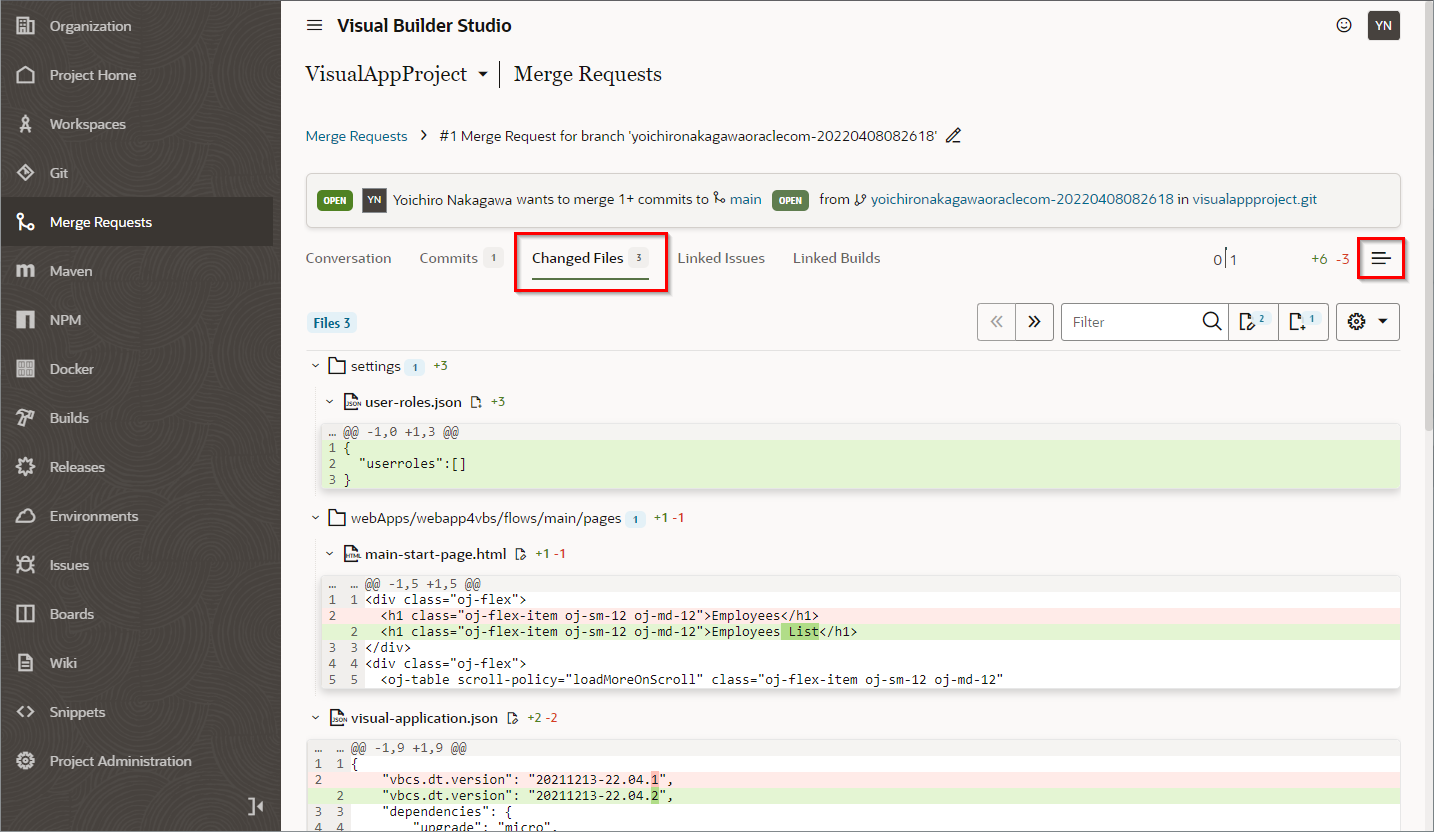 Organization
Project Home
Workspaces
Git
Merge Requests
Maven
NPM
Docker
Builds
Releases
Environments
Issues
Boards
Wiki
Snippets
Project Administration
Visual Builder Studio
YN
VisualAppProject
Merge Requests
Merge Requests > #1 Merge Request for branch 'yoichironakagawaoraclecom-20220408082618'
OPEN YN Yoichiro Nakagawa wants to merge 1+ commits to main OPEN from yoichironakagawaoraclecom-20220408082618 in visualappproject.git
Conversation Commits 1 Changed Files 3 Linked Issues Linked Builds 0 1 +6 -3
Files 3 Filter 2 1
settings 1 +3
JSON user-roles.json +3
… @@ -1,0 +1,3 @@
1 {
2 "userroles":[]
3 }
webApps/webapp4vbs/flows/main/pages 1 +1 -1
HTML main-start-page.html +1 -1
… … @@ -1,5 +1,5 @@
1 1 <div class="oj-flex">
2 <h1 class="oj-flex-item oj-sm-12 oj-md-12">Employees</h1>
2 <h1 class="oj-flex-item oj-sm-12 oj-md-12">Employees List</h1>
3 3 </div>
4 4 <div class="oj-flex">
5 5 <oj-table scroll-policy="loadMoreOnScroll" class="oj-flex-item oj-sm-12 oj-md-12"
JSON visual-application.json +2 -2
… … @@ -1,9 +1,9 @@
1 1 {
2 "vbcs.dt.version": "20211213-22.04.1",
2 "vbcs.dt.version": "20211213-22.04.2",
3 3 "dependencies": {
4 4 "upgrade": "micro",